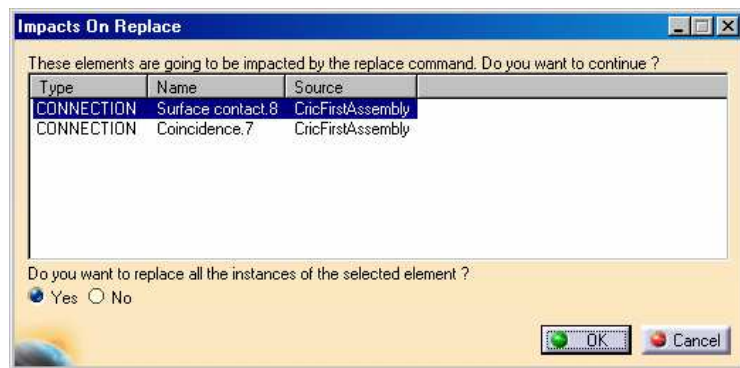 Impacts On Replace
These elements are going to be impacted by the replace command. Do you want to continue ?
Type Name Source
CONNECTION Surface contact.8 CricFirstAssembly
CONNECTION Coincidence.7 CricFirstAssembly
Do you want to replace all the instances of the selected element ?
Yes No
OK Cancel